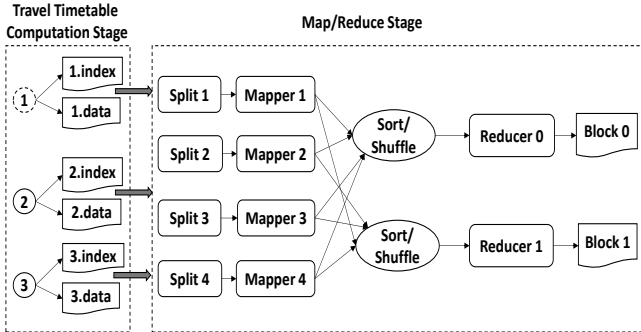 Travel Timetable
Computation Stage
Map/Reduce Stage
1
1.index
1.data
2
2.index
2.data
3
3.index
3.data
Split 1
Mapper 1
Split 2
Mapper 2
Split 3
Mapper 3
Split 4
Mapper 4
Sort/
Shuffle
Reducer 0
Block 0
Sort/
Shuffle
Reducer 1
Block 1